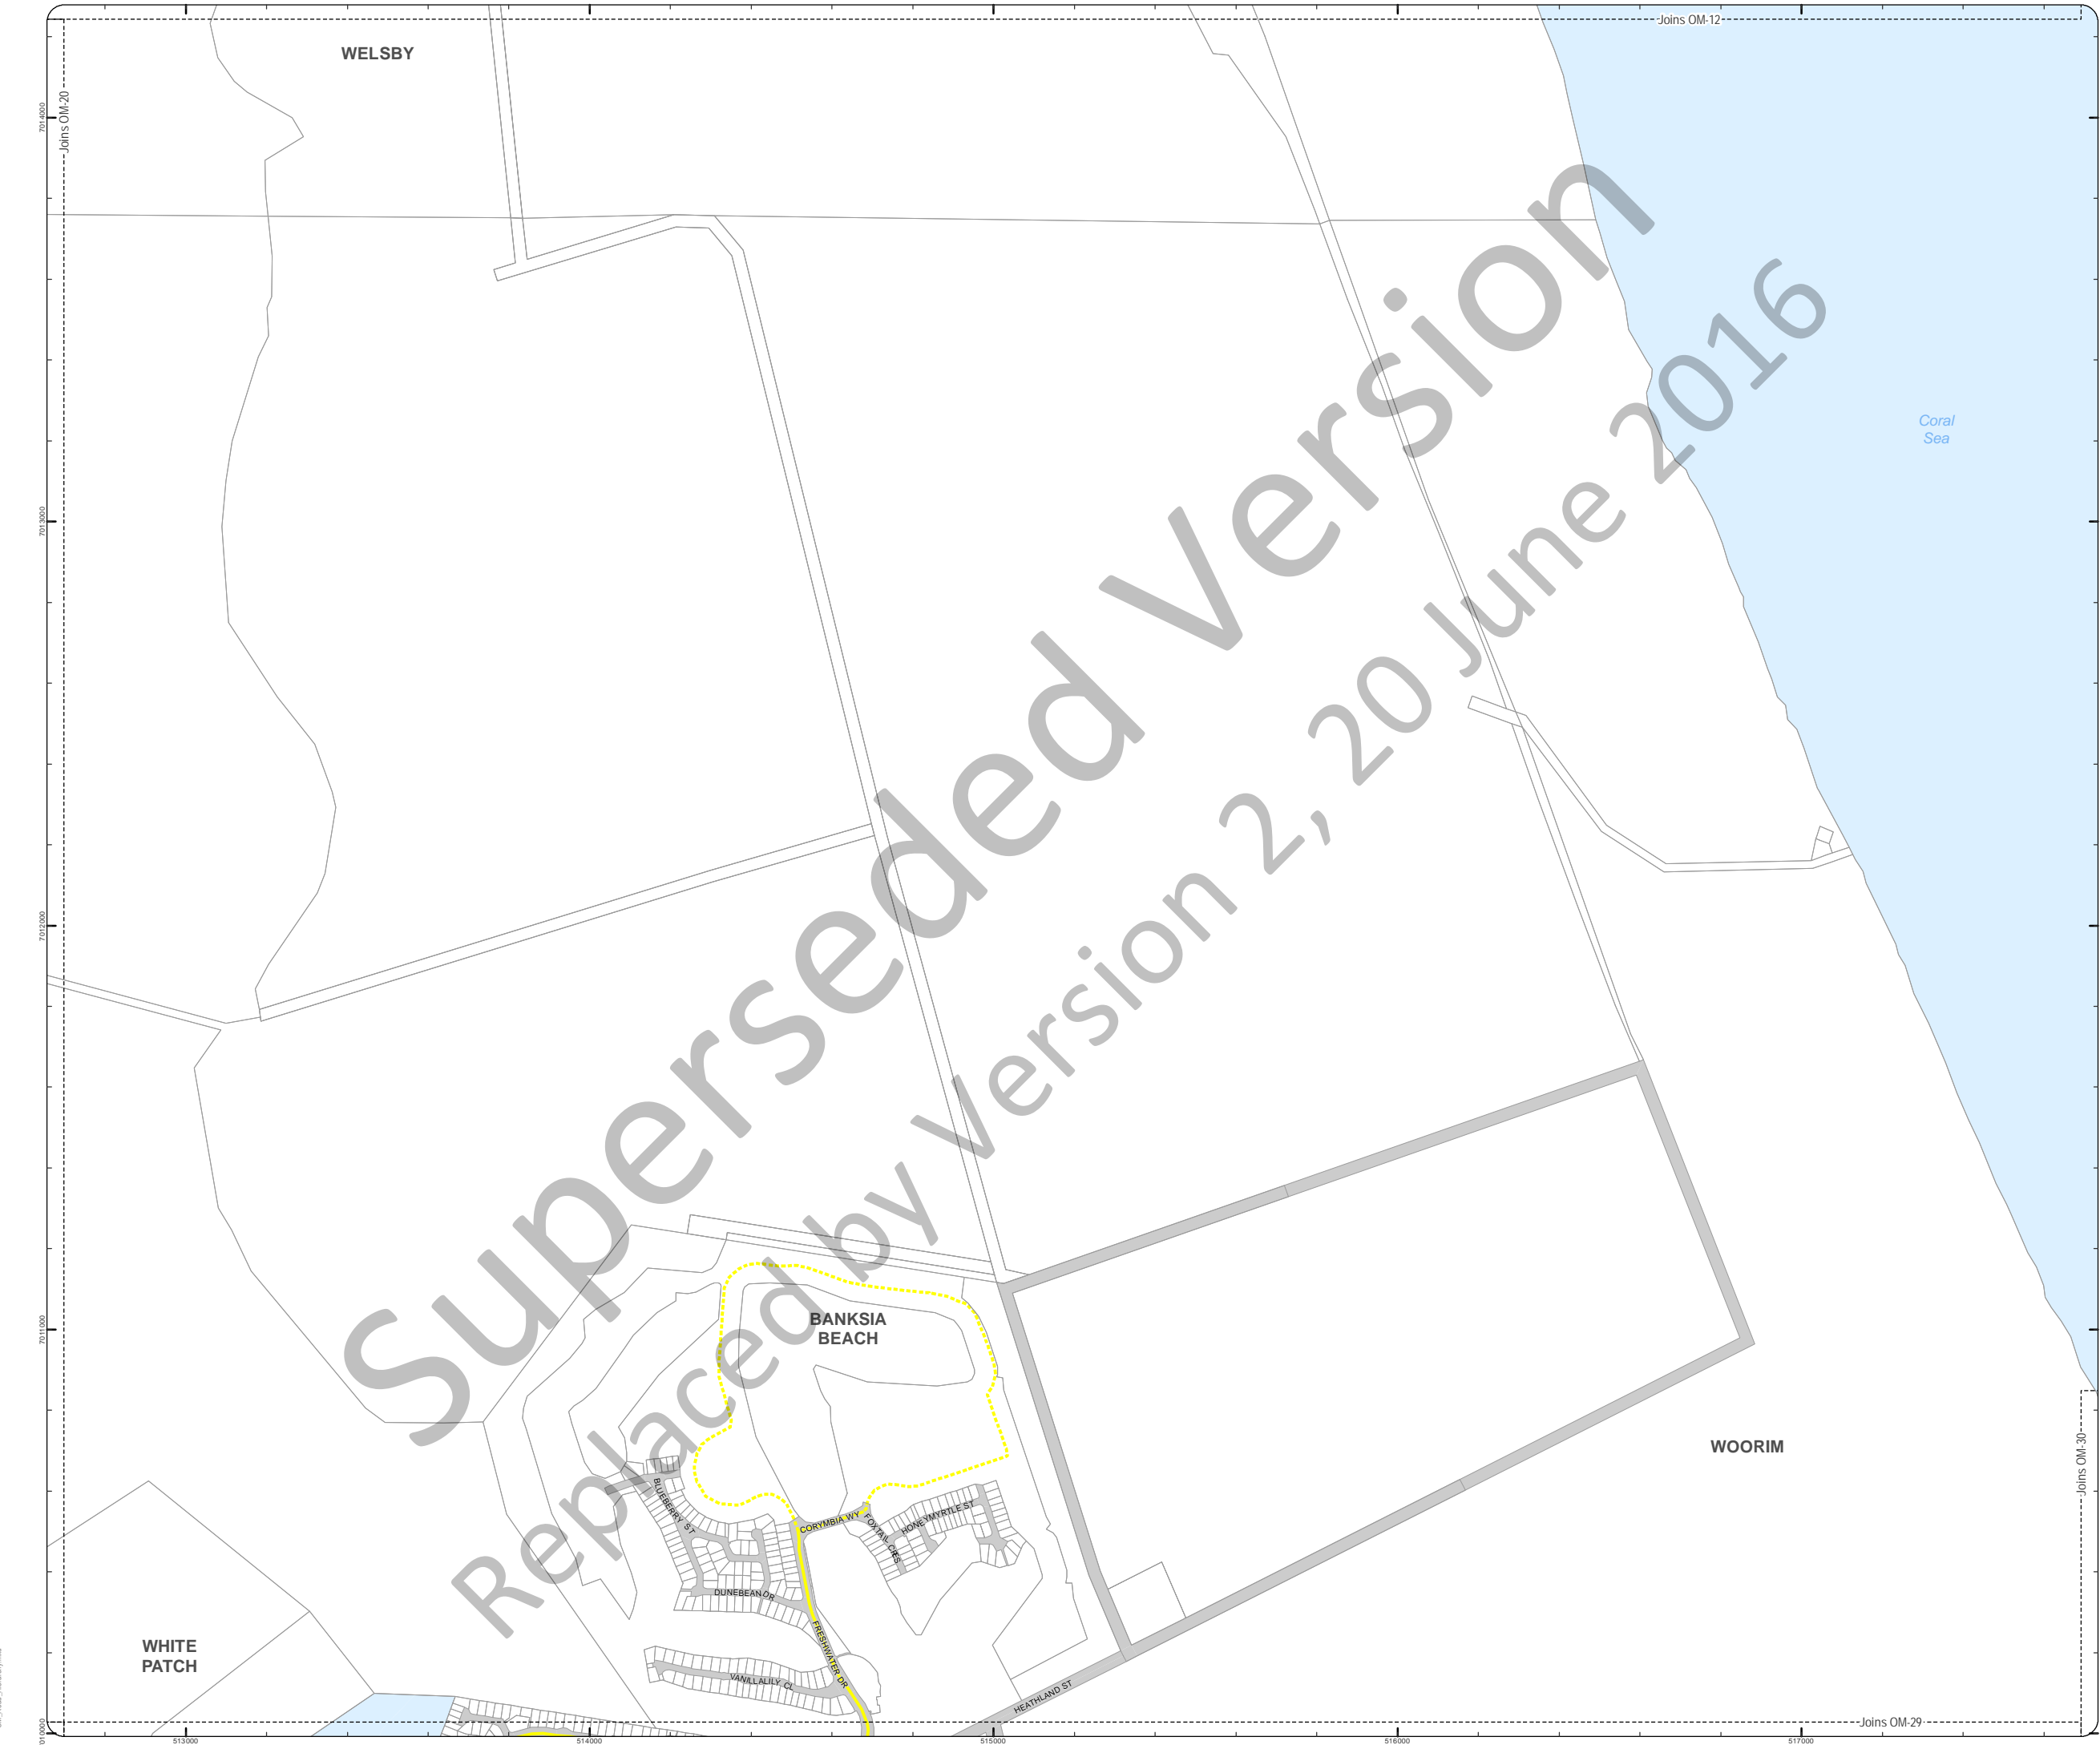 Joins OM-12
WELSBY
Joins OM-20
7014000
Coral
Sea
7013000
7012000
7011000
7010000
Superseded Version
Replaced by Version 2, 20 June 2016
BANKSIA
BEACH
WOORIM
Joins OM-30
BLUEBERRY ST
CORYMBIA WY
FOXTAIL CRES
HONEYMYRTLE ST
DUNEBEAN DR
FRESHWATER DR
VANILLALILY CL
HEATHLAND ST
WHITE
PATCH
Joins OM-29
513000
514000
515000
516000
517000